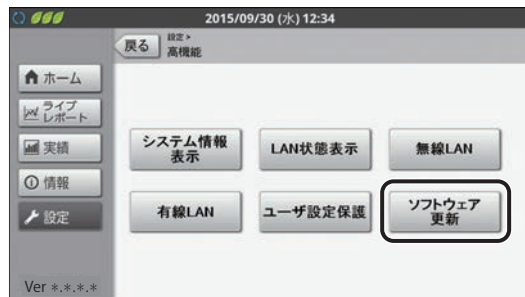 2015/09/30 (水) 12:34
戻る
設定>
高機能
ホーム
ライブ
レポート
実績
情報
設定
システム情報
表示
LAN状態表示
無線LAN
有線LAN
ユーザ設定保護
ソフトウェア
更新
Ver *.*.*.*